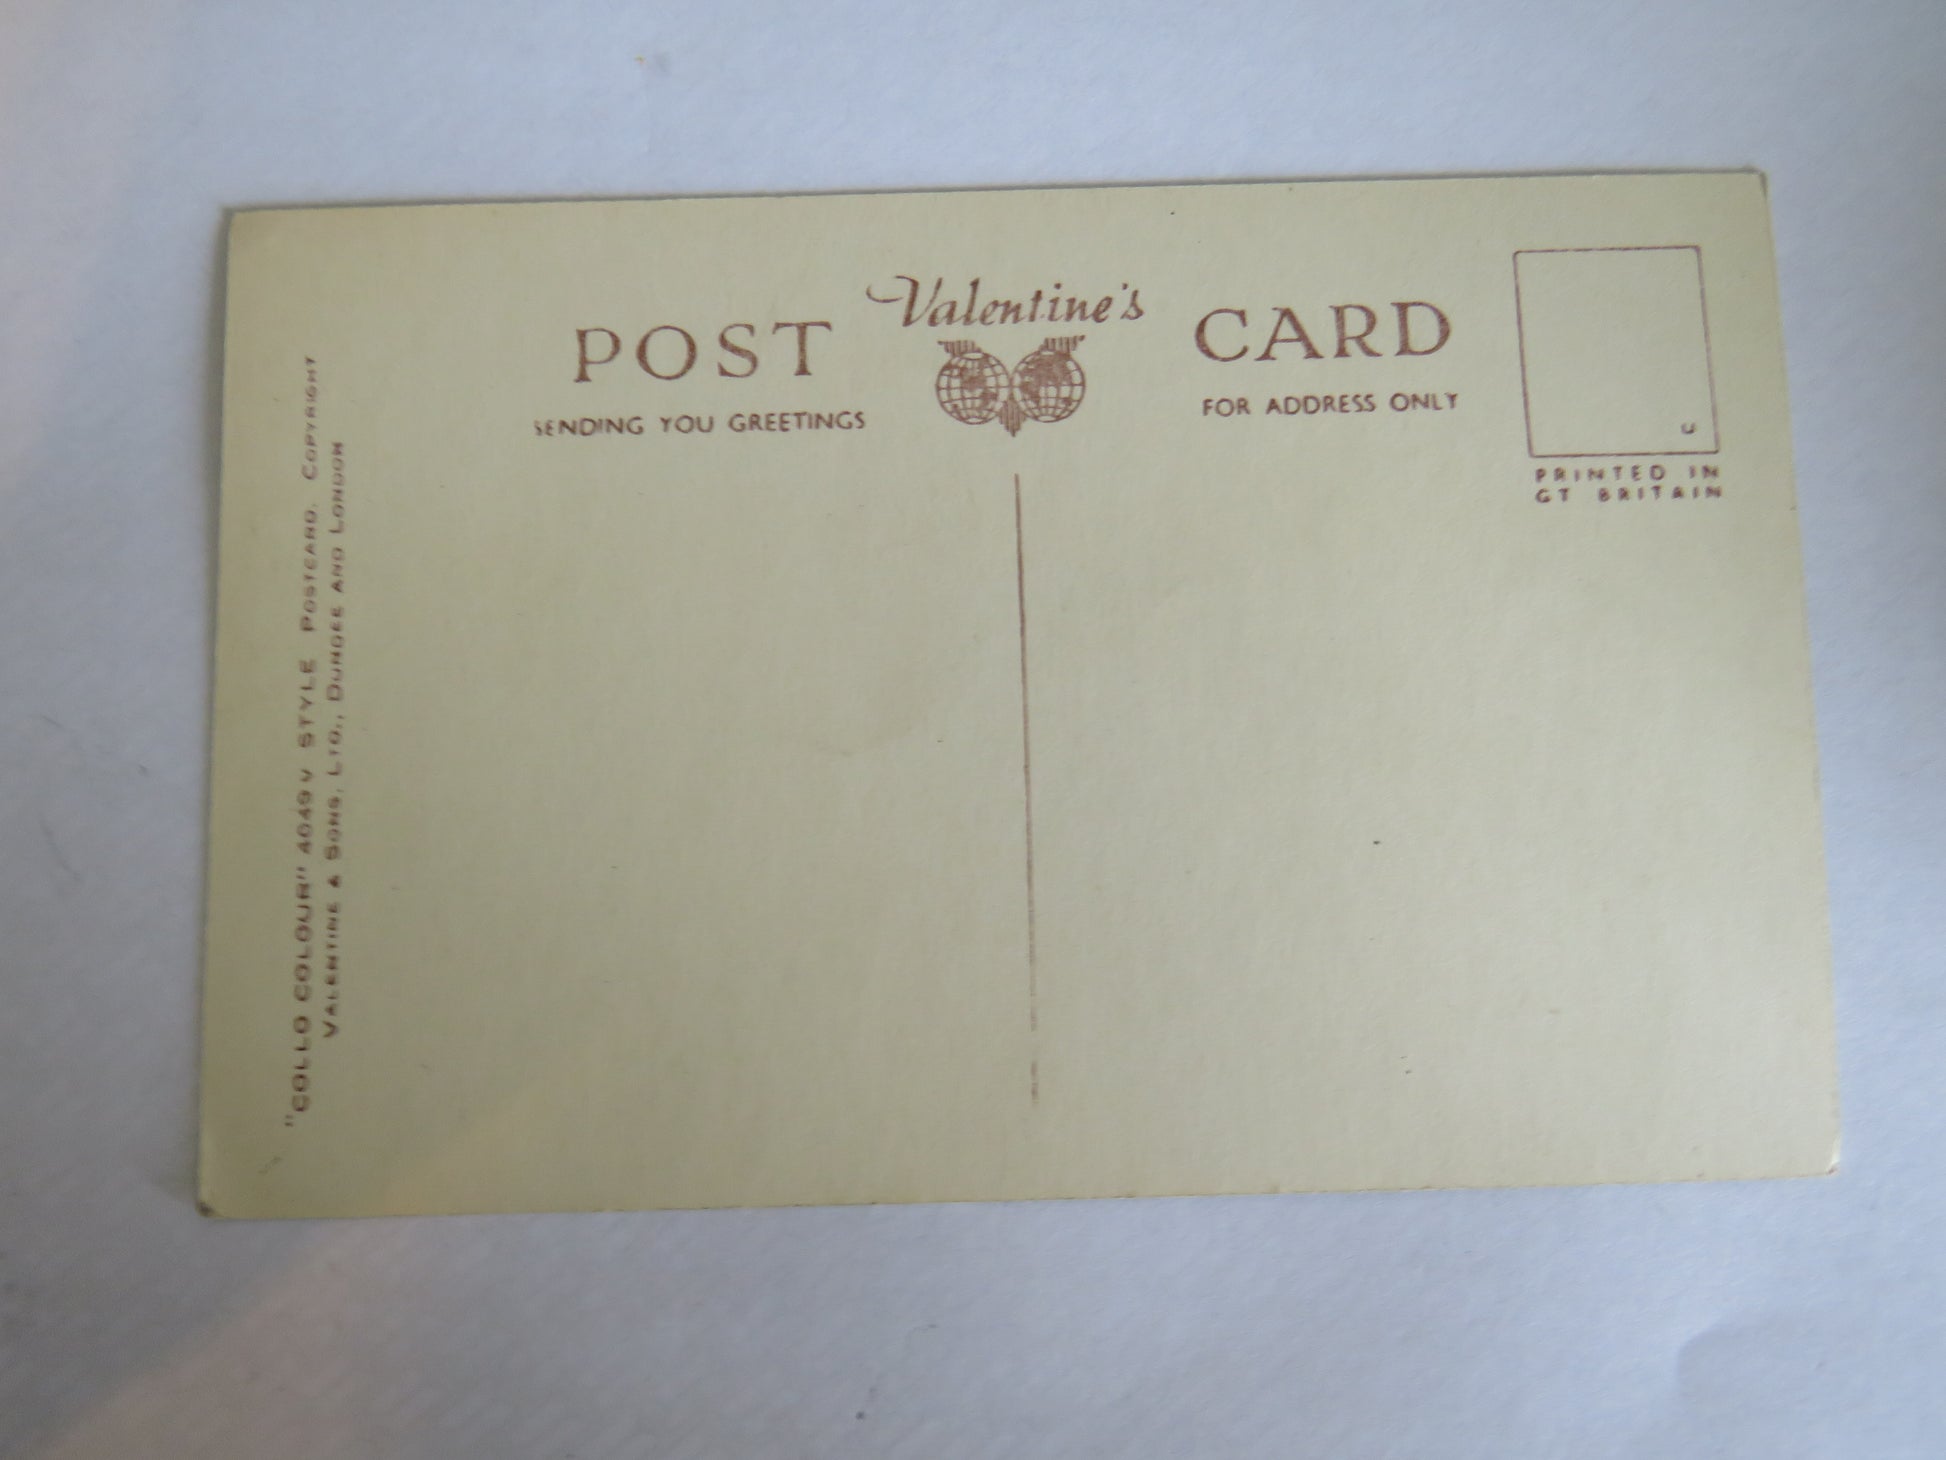 Valentine's
POST CARD
SENDING YOU GREETINGS
FOR ADDRESS ONLY
U
PRINTED IN
GT BRITAIN
"COLLO COLOUR" 4049 V STYLE POSTCARD. COPYRIGHT
VALENTINE & SONS, LTD., DUNDEE AND LONDON